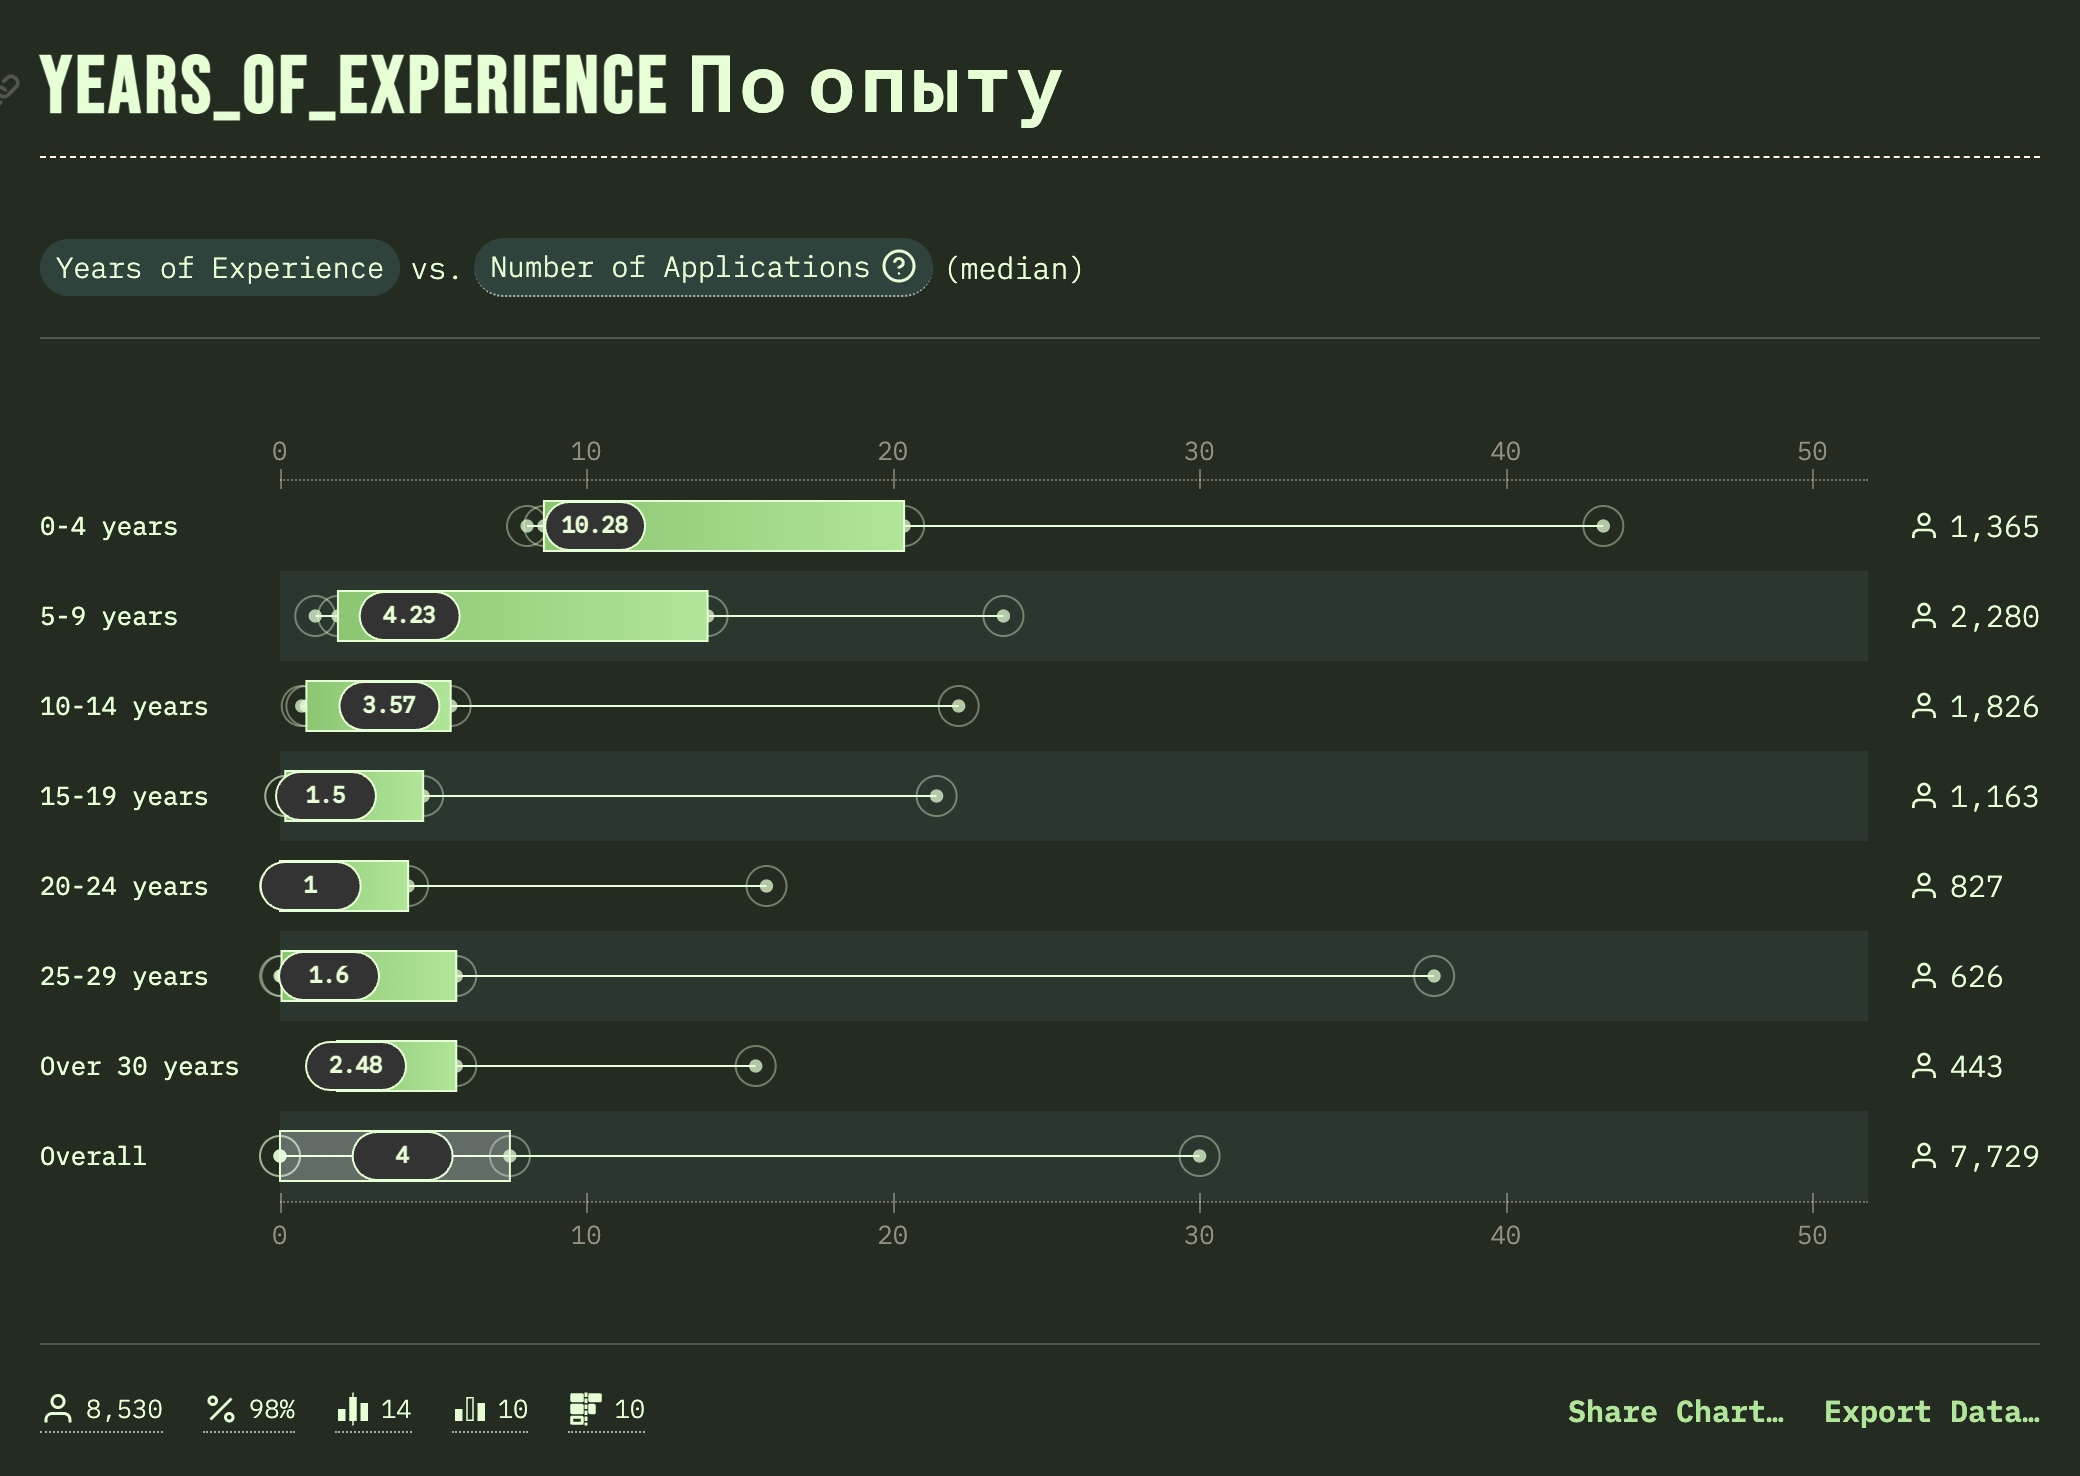 YEARS_OF_EXPERIENCE По опыту
Years of Experience vs. Number of Applications ? (median)
0 10 20 30 40 50
0-4 years 10.28 1,365
5-9 years 4.23 2,280
10-14 years 3.57 1,826
15-19 years 1.5 1,163
20-24 years 1 827
25-29 years 1.6 626
Over 30 years 2.48 443
Overall 4 7,729
0 10 20 30 40 50
8,530 98% 14 10 10 Share Chart… Export Data…